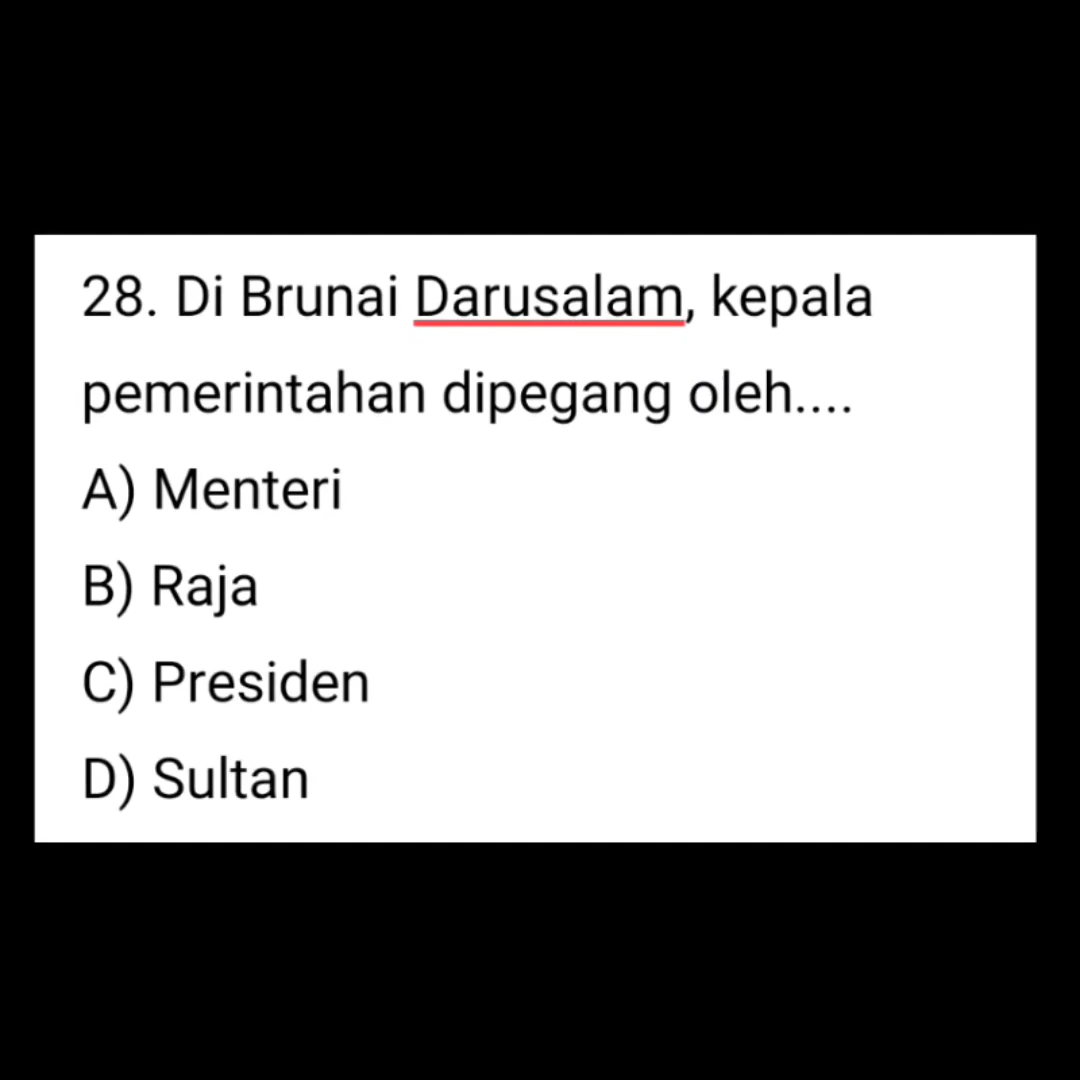 28. Di Brunai Darusalam, kepala
pemerintahan dipegang oleh....
A) Menteri
B) Raja
C) Presiden
D) Sultan